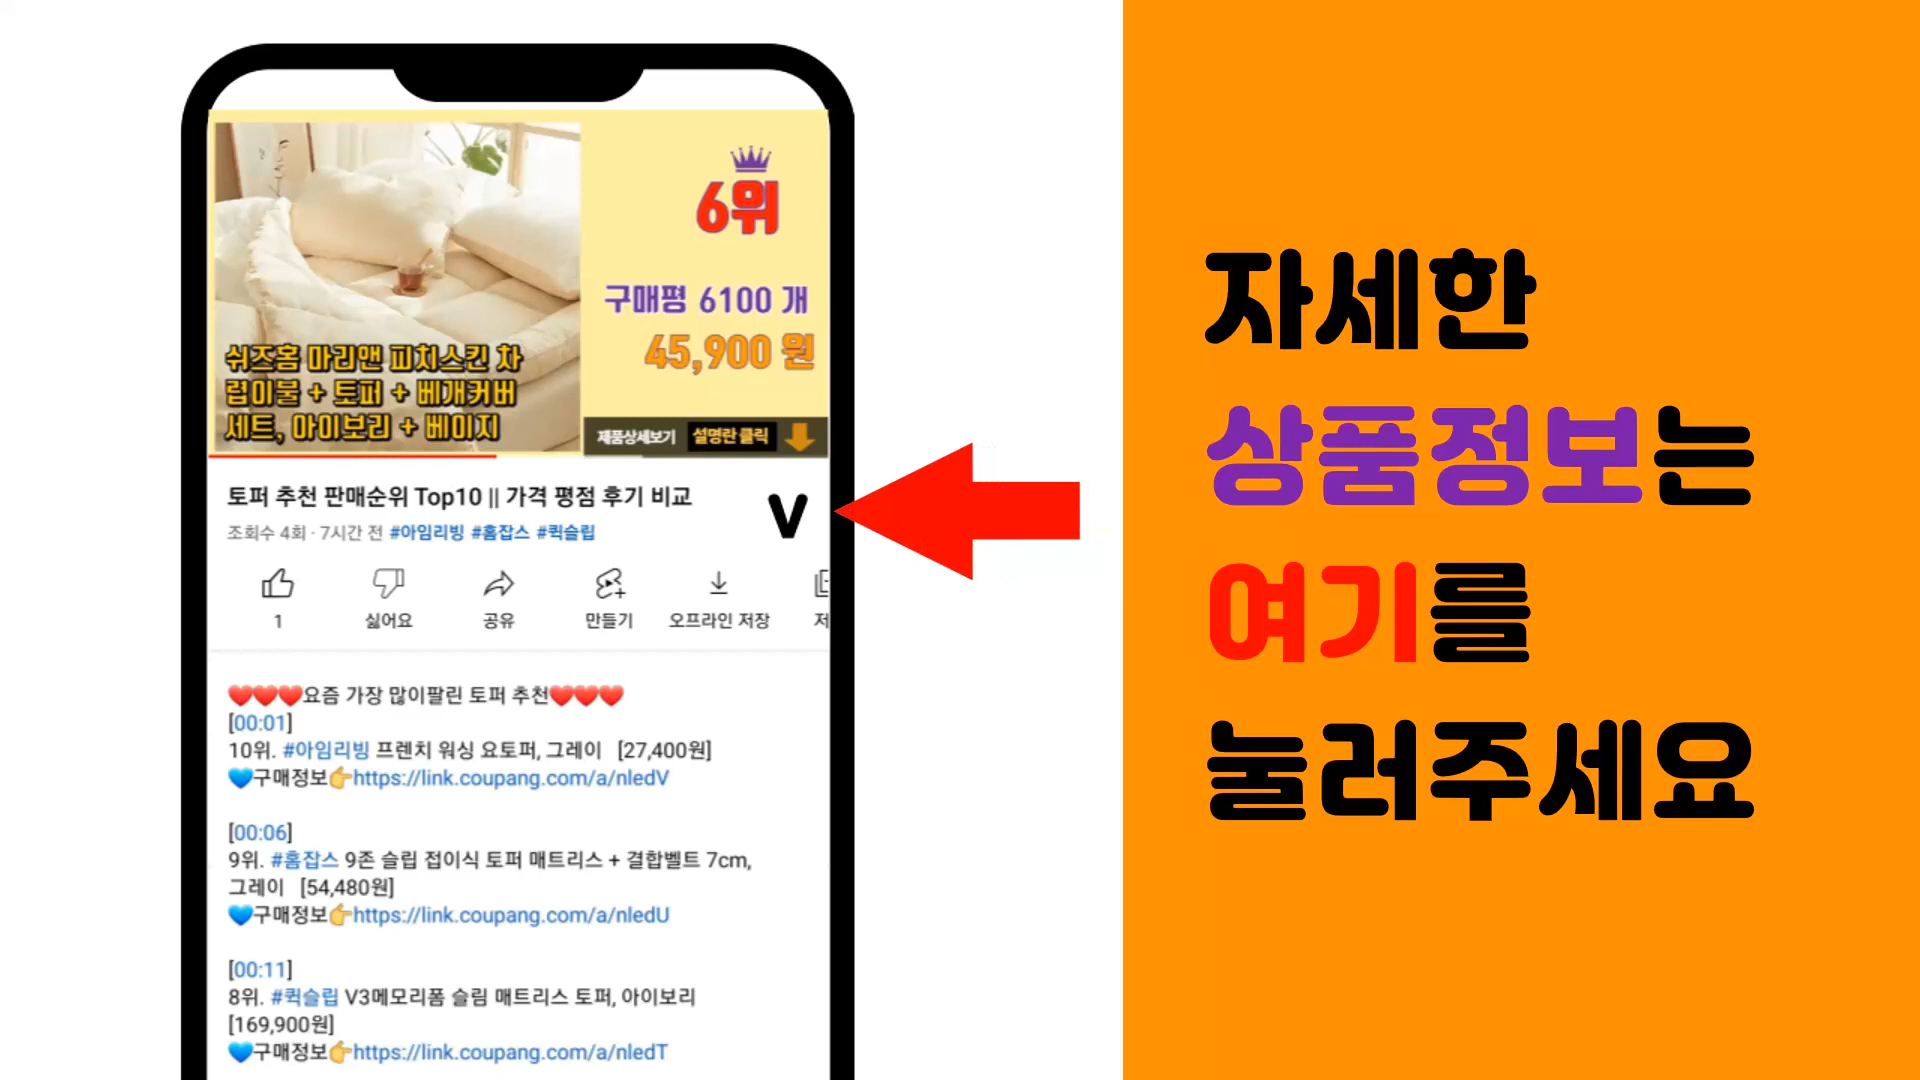 6위
구매평 6100 개
45,900 원
쉬즈홈 마리앤 피치스킨 차
렵이불 + 토퍼 + 베개커버
세트, 아이보리 + 베이지
제품상세보기 설명란 클릭
토퍼 추천 판매순위 Top10 || 가격 평점 후기 비교
V
조회수 4회 · 7시간 전 #아임리빙 #홈잡스 #퀵슬립
1 싫어요 공유 만들기 오프라인 저장 저
❤️❤️❤️요즘 가장 많이팔린 토퍼 추천❤️❤️❤️
[00:01]
10위. #아임리빙 프렌치 워싱 요토퍼, 그레이 [27,400원]
💙구매정보👉https://link.coupang.com/a/nledV
[00:06]
9위. #홈잡스 9존 슬립 접이식 토퍼 매트리스 + 결합벨트 7cm,
그레이 [54,480원]
💙구매정보👉https://link.coupang.com/a/nledU
[00:11]
8위. #퀵슬립 V3메모리폼 슬림 매트리스 토퍼, 아이보리
[169,900원]
💙구매정보👉https://link.coupang.com/a/nledT
자세한
상품정보는
여기를
눌러주세요